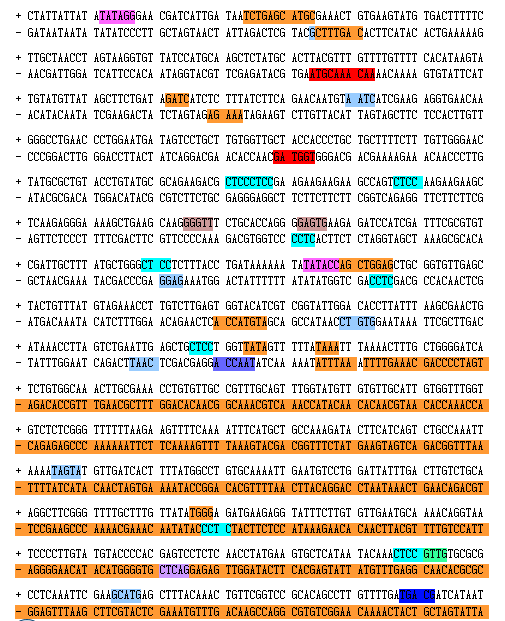 + CTATTATTAT ATATAGGGAA CGATCATTGA TAATCTGAGC ATGCGAAACT GTGAAGTATG TGACTTTTTC
- GATAATAATA TATATCCCTT GCTAGTAACT ATTAGACTCG TACGCTTTGA CACTTCATAC ACTGAAAAAG
+ TTGCTAACCT ATAGTTGTAT TATCCATGCA AGCTCTATGC ACTTACGTTT GTTTTGTTTC CACATAAGTA
- AACGATTGGA TCATTCCACA ATAGGTACGT TCGAGATACG TGAATGCAAA CAAAACAAAA GTGTATTCAT
+ TGTATGTTAT AGCTTCTGAT AGATCATCTC TTTATCTTCA GAACAATGTA AATCATCGAAG AGGTGAACAA
- ACATACAATA TCGAAGACTA TCTAGTAGAG AAATAGAAGT CTTGTTACAT TAGTAGCTTC TCCACTTGTT
+ GGGCCTGAAC CCTGGAATGA TAGTCCTGCT TGTGGTTGCT ACCACCCTGC TGCTTTTCTT TGTTGGGAAC
- CCCGGACTTG GGACCTTACT ATCAGGACGA ACACCAACGA TGGTGGGACG ACGAAAAGAA ACAACCCTTG
+ TATGCGCTGT ACCTGTATGC GCAGAAGACG CTCCCTCCGA AGAAGAAGAA GCCAGTCTCC AAGAAGAAGC
- ATACGCGACA TGGACATACG CGTCTTCTGC GAGGGAGGCT TCTTCTTCTT CGGTCAGAGG TTCTTCTTCG
+ TCAAGAGGGA AAAGCTGAAG CAAGGGGTTT CTGCACCAGG GGAGTGAAGA GATCCATCGA TTTCGCGTGT
- AGTTCTCCCT TTTCGACTTC GTTCCCCAAA GACGTGGTCC CCTCACTTCT CTAGGTAGCT AAAGCGCACA
+ CGATTGCTTT ATGCTGGGCT CCTCTTTACC TGATAAAAAA TATATACCAG CTGGAGCTGC GGTGTTGAGC
- GCTAACGAAA TACGACCCGA GGAGAAATGG ACTATTTTTT ATATATGGTC GACCTCGACG CCACAACTCG
+ TACTGTTTAT GTAGAAACCT TGTCTTGAGT GGTACATCGT CGGTATTGGA CACCTTATTT AAGCGAACTG
- ATGACAAATA CATCTTTGGA ACAGAACTCA CCATGTAGCA GCCATAACCT GTGGAATAAA TTCGCTTGAC
+ ATAAACCTTA GTCTGAATTG AGCTGCTCCT GGTTATAGTT TTTATAAATT TAAAACTTTG CTGGGGATCA
- TATTTGGAAT CAGACTTAAC TCGACGAGGA CCAATATCAA AAATATTTAA ATTTTGAAAC GACCCCTAGT
+ TCTGTGGCAA ACTTGCGAAA CCTGTGTTGC CGTTTGCAGT TTGGTATGTT GTGTTGCATT GTGGTTTGGT
- AGACACCGTT TGAACGCTTT GGACACAACG GCAAACGTCA AACCATACAA CACAACGTAA CACCAAACCA
+ GTCTCTCGGG TTTTTTAAGA AAGTTTTCAA ATTTCATGCT GCCAAAGATA CTTCATCAGT CTGCCAAATT
- CAGAGAGCCC AAAAAATTCT TTCAAAAGTT TAAAGTACGA CGGTTTCTAT GAAGTAGTCA GACGGTTTAA
+ AAAATAGTAT GTTGATCACT TTTATGGCCT GTGCAAAATT GAATGTCCTG GATTATTTGA CTTGTCTGCA
- TTTTATCATA CAACTAGTGA AAATACCGGA CACGTTTTAA CTTACAGGAC CTAATAAACT GAACAGACGT
+ AGGCTTCGGG TTTTGCTTTG TTATATGGGA GATGAAGAGG TATTTCTTGT GTTGAATGCA AAACAGGTAA
- TCCGAAGCCC AAAACGAAAC AATATACCCT CTACTTCTCC ATAAAGAACA CAACTTACGT TTTGTCCATT
+ TCCCCTTGTA TGTACCCCAC GAGTCCTCTC AACCTATGAA GTGCTCATAA TACAAACTCC GTTGTGCGCG
- AGGGGAACAT ACATGGGGTG CTCAGGAGAG TTGGATACTT CACGAGTATT ATGTTTGAGG CAACACGCGC
+ CCTCAAATTC GAAGCATGAG CTTTACAAAC TGTTCGGTCC GCACAGCCTT GTTTTGATGA CGATCATAAT
- GGAGTTTAAG CTTCGTACTC GAAATGTTTG ACAAGCCAGG CGTGTCGGAA CAAAACTACT GCTAGTATTA